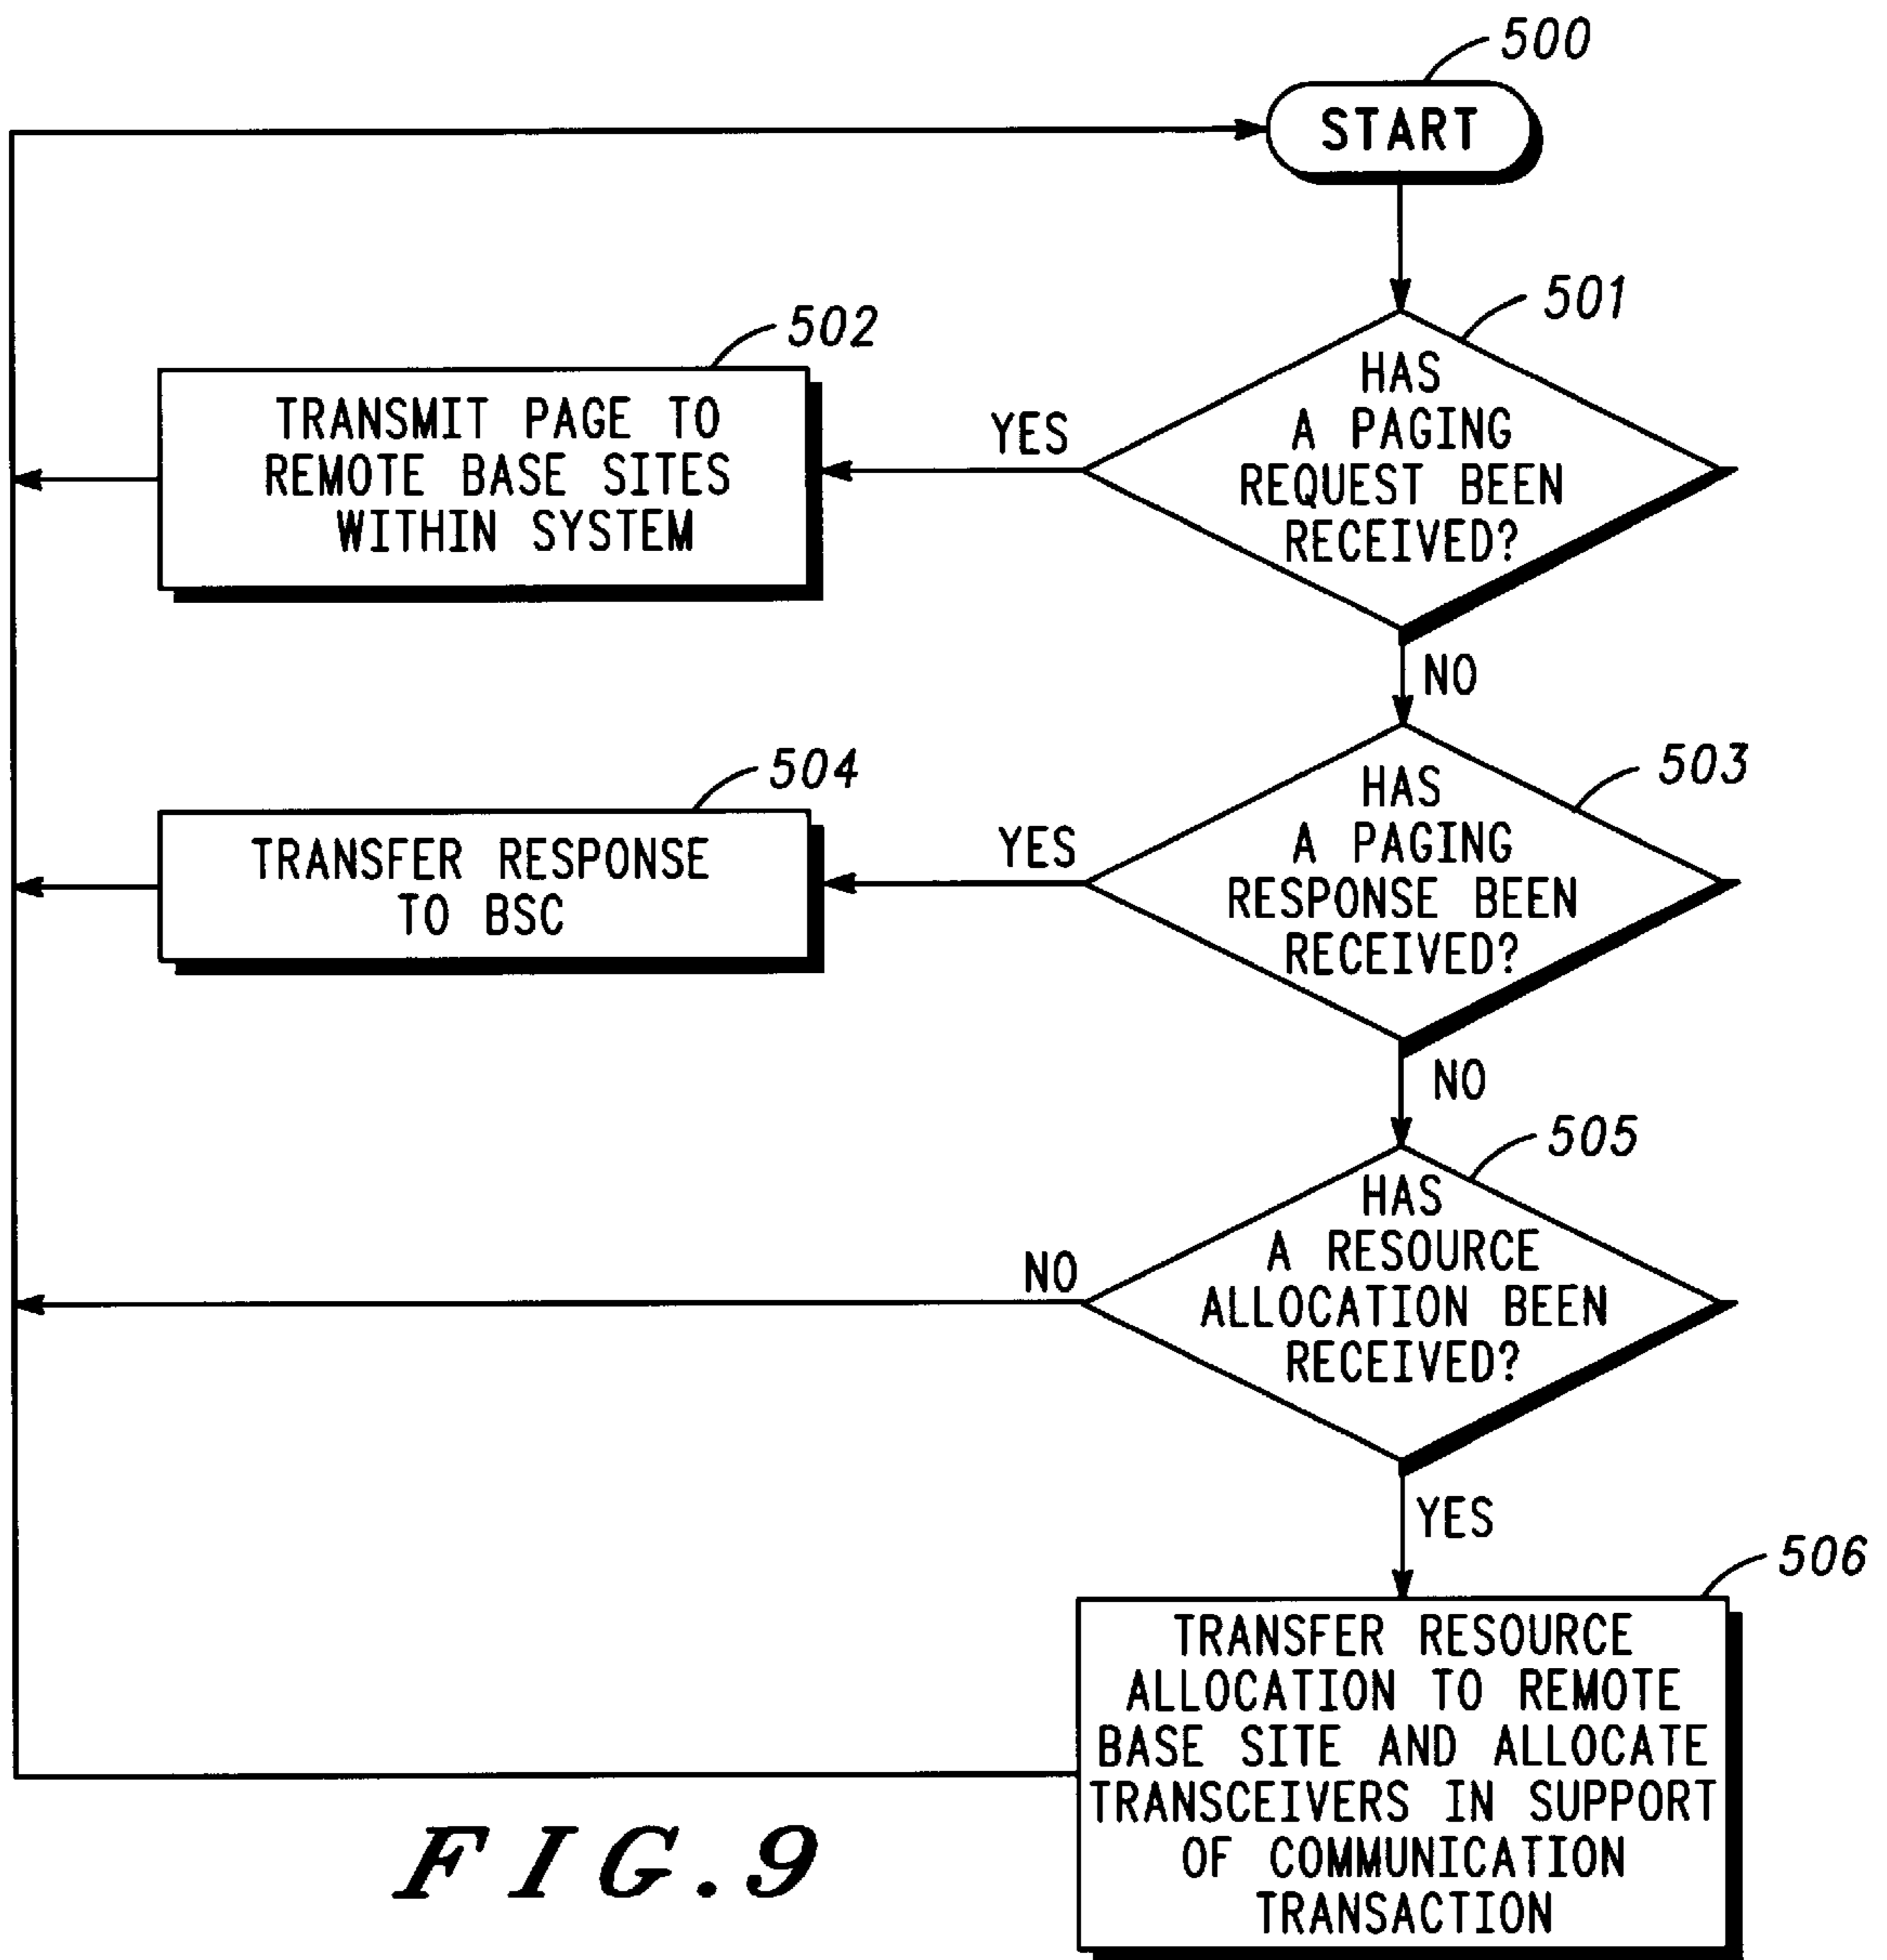 500
START
501
HAS
A PAGING
REQUEST BEEN
RECEIVED?
YES
502
TRANSMIT PAGE TO
REMOTE BASE SITES
WITHIN SYSTEM
NO
503
HAS
A PAGING
RESPONSE BEEN
RECEIVED?
YES
504
TRANSFER RESPONSE
TO BSC
NO
505
HAS
A RESOURCE
ALLOCATION BEEN
RECEIVED?
NO
YES
506
TRANSFER RESOURCE
ALLOCATION TO REMOTE
BASE SITE AND ALLOCATE
TRANSCEIVERS IN SUPPORT
OF COMMUNICATION
TRANSACTION
FIG.9